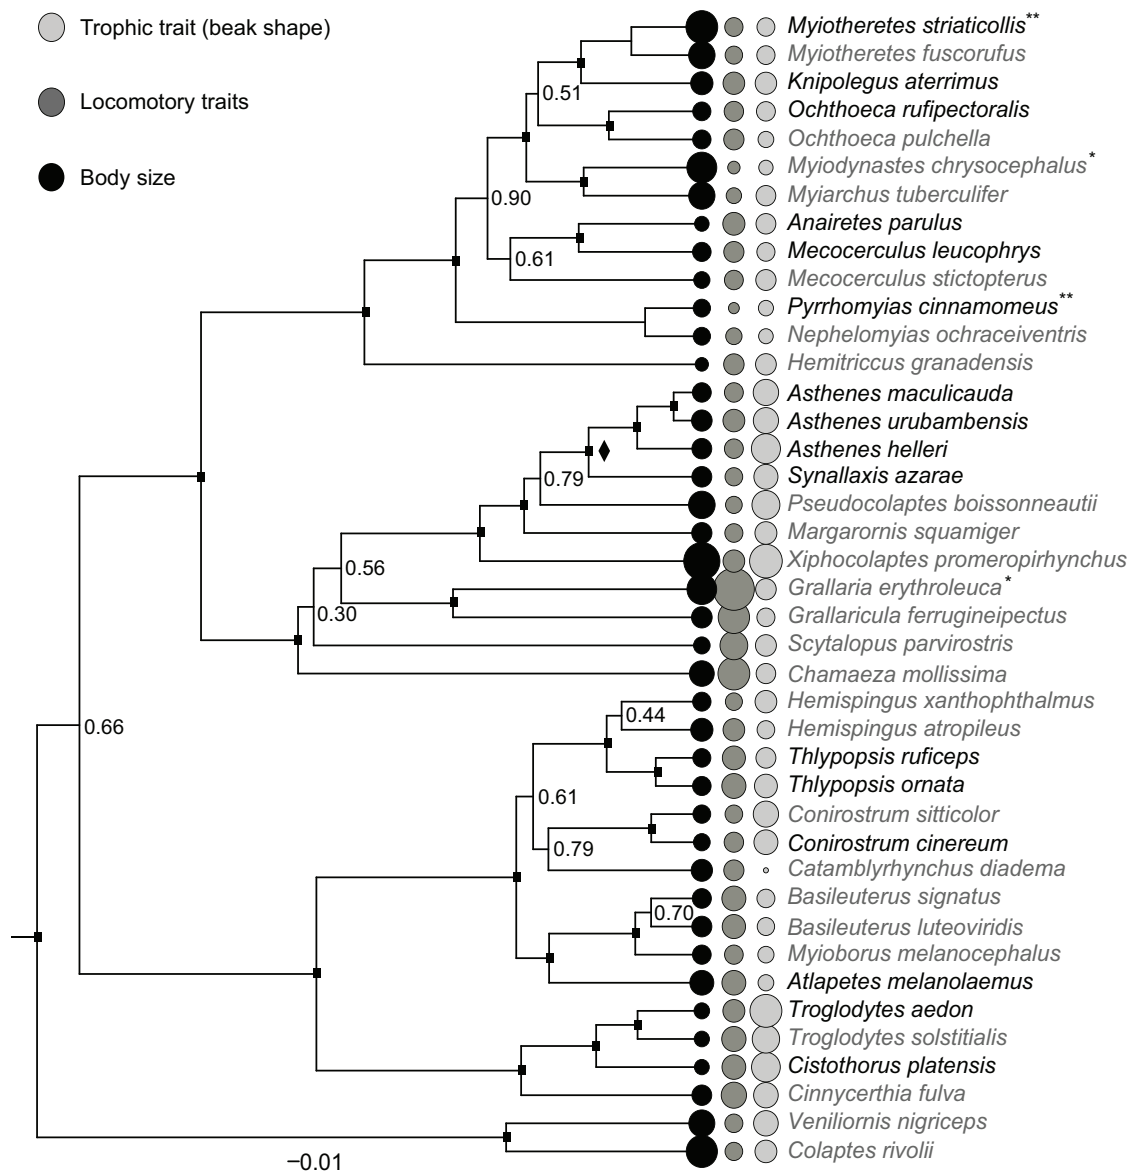 Trophic trait (beak shape)
Locomotory traits
Body size
Myiotheretes striaticollis**
Myiotheretes fuscorufus
Knipolegus aterrimus
0.51
Ochthoeca rufipectoralis
Ochthoeca pulchella
Myiodynastes chrysocephalus*
Myiarchus tuberculifer
0.90
Anairetes parulus
Mecocerculus leucophrys
0.61
Mecocerculus stictopterus
Pyrrhomyias cinnamomeus**
Nephelomyias ochraceiventris
Hemitriccus granadensis
Asthenes maculicauda
Asthenes urubambensis
Asthenes helleri
Synallaxis azarae
0.79
Pseudocolaptes boissonneautii
Margarornis squamiger
Xiphocolaptes promeropirhynchus
0.56
Grallaria erythroleuca*
Grallaricula ferrugineipectus
0.30
Scytalopus parvirostris
Chamaeza mollissima
Hemispingus xanthophthalmus
0.44
Hemispingus atropileus
0.66
Thlypopsis ruficeps
Thlypopsis ornata
0.61
Conirostrum sitticolor
Conirostrum cinereum
0.79
Catamblyrhynchus diadema
Basileuterus signatus
0.70
Basileuterus luteoviridis
Myioborus melanocephalus
Atlapetes melanolaemus
Troglodytes aedon
Troglodytes solstitialis
Cistothorus platensis
Cinnycerthia fulva
Veniliornis nigriceps
Colaptes rivolii
−0.01